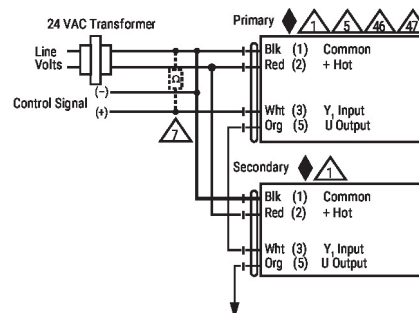 24 VAC Transformer
Line
Volts
(–)
Control Signal
(+)
Ω
7
Primary 1 5 46 47
Blk (1) Common
Red (2) + Hot
Wht (3) Y₁ Input
Org (5) U Output
Secondary 1
Blk (1) Common
Red (2) + Hot
Wht (3) Y₁ Input
Org (5) U Output